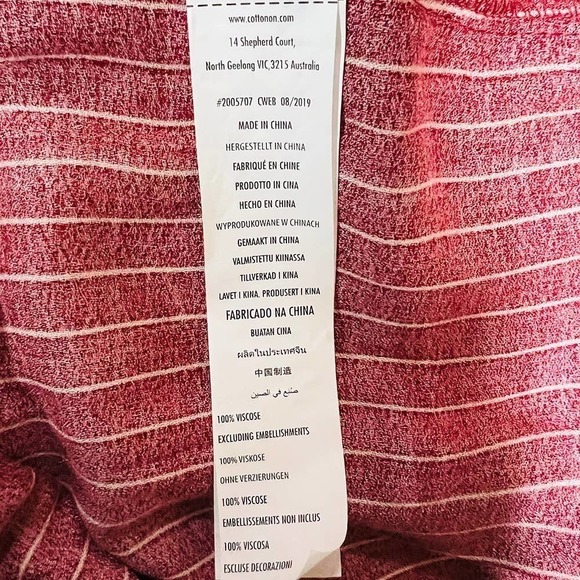 www.cottonon.com
14 Shepherd Court,
North Geelong VIC,3215 Australia
#2005707 CWEB 08/2019
MADE IN CHINA
HERGESTELLT IN CHINA
FABRIQUÉ EN CHINE
PRODOTTO IN CINA
HECHO EN CHINA
WYPRODUKOWANE W CHINACH
GEMAAKT IN CHINA
VALMISTETTU KIINASSA
TILLVERKAD I KINA
LAVET I KINA. PRODUSERT I KINA
FABRICADO NA CHINA
BUATAN CINA
ผลิตในประเทศจีน
中国制造
صُنع في الصين
100% VISCOSE
EXCLUDING EMBELLISHMENTS
100% VISKOSE
OHNE VERZIERUNGEN
100% VISCOSE
EMBELLISSEMENTS NON INCLUS
100% VISCOSA
ESCLUSE DECORAZIONI